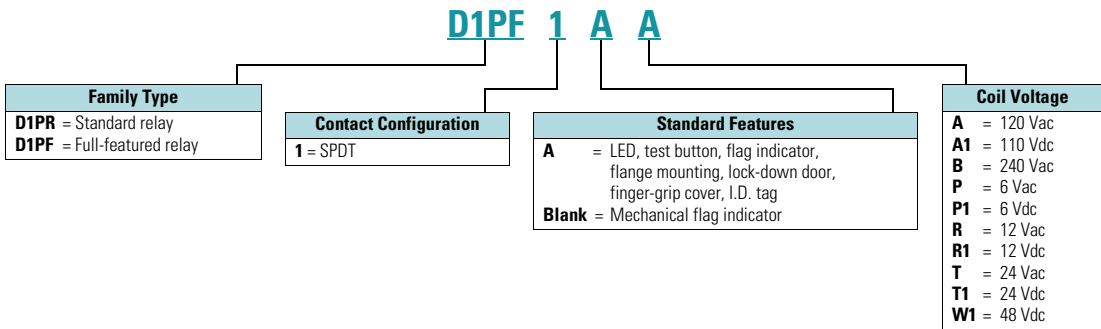 D1PF 1 A A
Family Type
D1PR = Standard relay
D1PF = Full-featured relay
Contact Configuration
1 = SPDT
Standard Features
A = LED, test button, flag indicator,
flange mounting, lock-down door,
finger-grip cover, I.D. tag
Blank = Mechanical flag indicator
Coil Voltage
A = 120 Vac
A1 = 110 Vdc
B = 240 Vac
P = 6 Vac
P1 = 6 Vdc
R = 12 Vac
R1 = 12 Vdc
T = 24 Vac
T1 = 24 Vdc
W1 = 48 Vdc